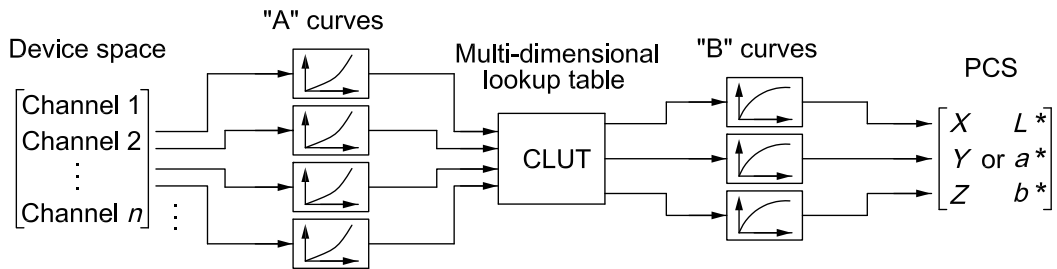 "A" curves
Device space
Multi-dimensional
lookup table
"B" curves
PCS
Channel 1
Channel 2
⋮
Channel n
⋮
CLUT
X L*
Y or a*
Z b*